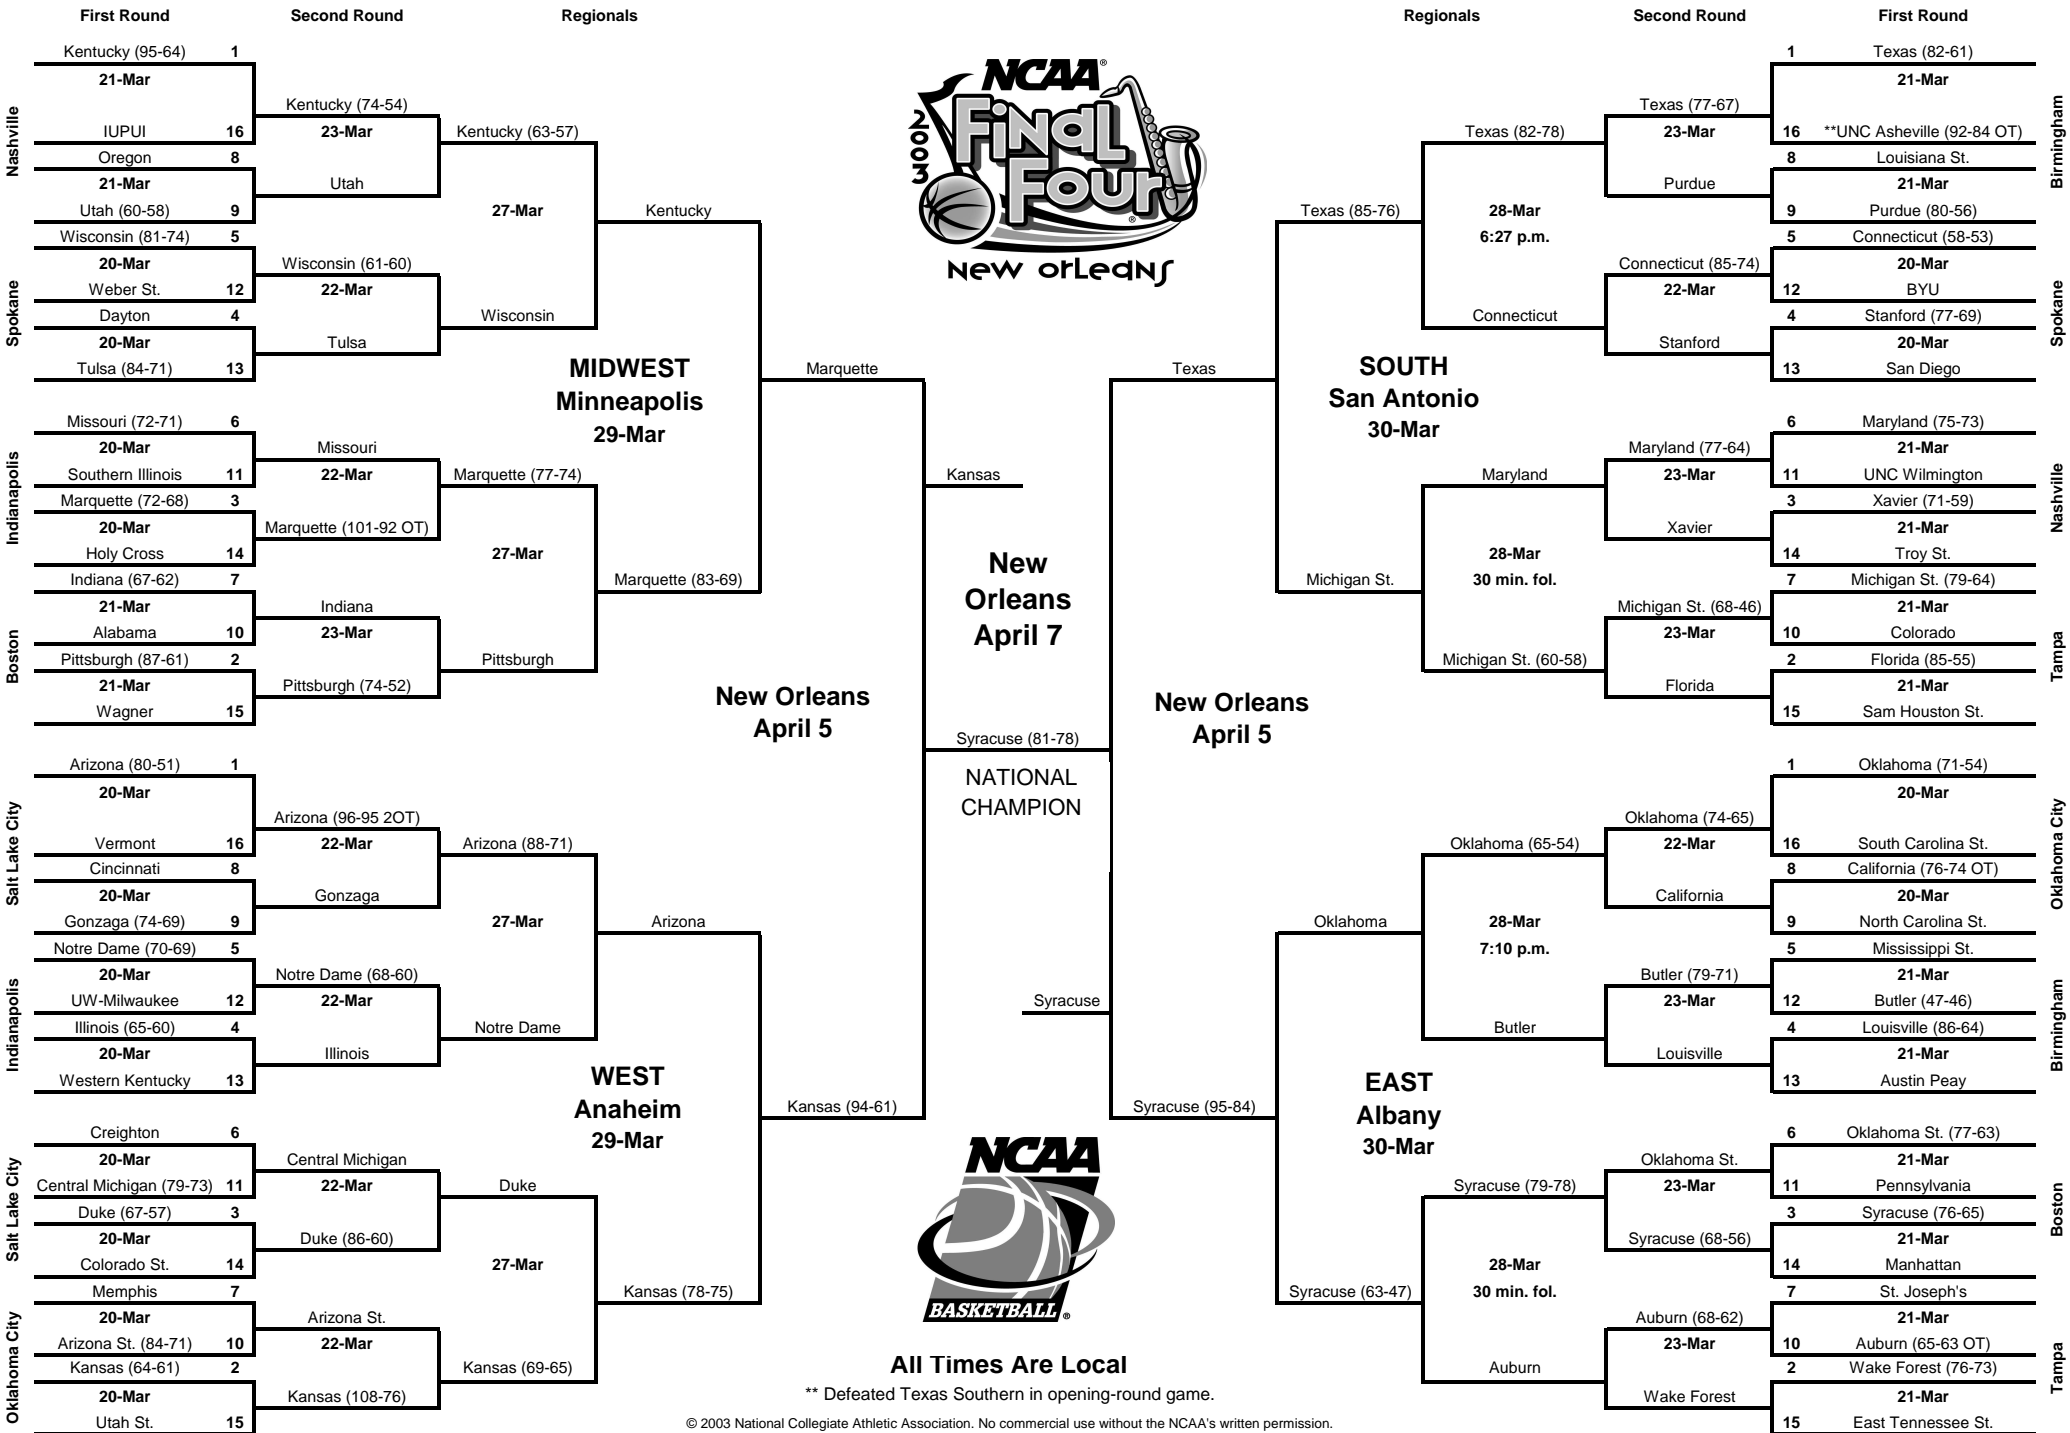 First Round
Second Round
Regionals
Regionals
Second Round
First Round
Nashville
Kentucky (95-64) 1
21-Mar
IUPUI 16
Oregon 8
21-Mar
Utah (60-58) 9
Spokane
Wisconsin (81-74) 5
20-Mar
Weber St. 12
Dayton 4
20-Mar
Tulsa (84-71) 13
Indianapolis
Missouri (72-71) 6
20-Mar
Southern Illinois 11
Marquette (72-68) 3
20-Mar
Holy Cross 14
Boston
Indiana (67-62) 7
21-Mar
Alabama 10
Pittsburgh (87-61) 2
21-Mar
Wagner 15
Kentucky (74-54)
23-Mar
Utah
Wisconsin (61-60)
22-Mar
Tulsa
Missouri
22-Mar
Marquette (101-92 OT)
Indiana
23-Mar
Pittsburgh (74-52)
Kentucky (63-57)
27-Mar
Wisconsin
Marquette (77-74)
27-Mar
Pittsburgh
Kentucky
MIDWEST
Minneapolis
29-Mar
Marquette (83-69)
Marquette
Salt Lake City
Arizona (80-51) 1
20-Mar
Vermont 16
Cincinnati 8
20-Mar
Gonzaga (74-69) 9
Indianapolis
Notre Dame (70-69) 5
20-Mar
UW-Milwaukee 12
Illinois (65-60) 4
20-Mar
Western Kentucky 13
Salt Lake City
Creighton 6
20-Mar
Central Michigan (79-73) 11
Duke (67-57) 3
20-Mar
Colorado St. 14
Oklahoma City
Memphis 7
20-Mar
Arizona St. (84-71) 10
Kansas (64-61) 2
20-Mar
Utah St. 15
Arizona (96-95 2OT)
22-Mar
Gonzaga
Notre Dame (68-60)
22-Mar
Illinois
Central Michigan
22-Mar
Duke (86-60)
Arizona St.
22-Mar
Kansas (108-76)
Arizona (88-71)
27-Mar
Notre Dame
Duke
27-Mar
Kansas (69-65)
Arizona
WEST
Anaheim
29-Mar
Kansas (78-75)
Kansas (94-61)
New Orleans
April 5
NCAA®
2003
Final
Four®
New Orleans
Kansas
New
Orleans
April 7
Syracuse (81-78)
NATIONAL
CHAMPION
Syracuse
New Orleans
April 5
Texas
Texas (85-76)
SOUTH
San Antonio
30-Mar
Michigan St.
Texas (82-78)
28-Mar
6:27 p.m.
Connecticut
Maryland
28-Mar
30 min. fol.
Michigan St. (60-58)
Texas (77-67)
23-Mar
Purdue
Connecticut (85-74)
22-Mar
Stanford
Maryland (77-64)
23-Mar
Xavier
Michigan St. (68-46)
23-Mar
Florida
1 Texas (82-61)
21-Mar
16 **UNC Asheville (92-84 OT)
8 Louisiana St.
21-Mar
9 Purdue (80-56)
Birmingham
5 Connecticut (58-53)
20-Mar
12 BYU
4 Stanford (77-69)
20-Mar
13 San Diego
Spokane
6 Maryland (75-73)
21-Mar
11 UNC Wilmington
3 Xavier (71-59)
21-Mar
14 Troy St.
Nashville
7 Michigan St. (79-64)
21-Mar
10 Colorado
2 Florida (85-55)
21-Mar
15 Sam Houston St.
Tampa
Syracuse (95-84)
Oklahoma
EAST
Albany
30-Mar
Syracuse (63-47)
Oklahoma (65-54)
28-Mar
7:10 p.m.
Butler
Syracuse (79-78)
28-Mar
30 min. fol.
Auburn
Oklahoma (74-65)
22-Mar
California
Butler (79-71)
23-Mar
Louisville
Oklahoma St.
23-Mar
Syracuse (68-56)
Auburn (68-62)
23-Mar
Wake Forest
1 Oklahoma (71-54)
20-Mar
16 South Carolina St.
8 California (76-74 OT)
20-Mar
9 North Carolina St.
Oklahoma City
5 Mississippi St.
21-Mar
12 Butler (47-46)
4 Louisville (86-64)
21-Mar
13 Austin Peay
Birmingham
6 Oklahoma St. (77-63)
21-Mar
11 Pennsylvania
3 Syracuse (76-65)
21-Mar
14 Manhattan
Boston
7 St. Joseph's
21-Mar
10 Auburn (65-63 OT)
2 Wake Forest (76-73)
21-Mar
15 East Tennessee St.
Tampa
NCAA
BASKETBALL®
All Times Are Local
** Defeated Texas Southern in opening-round game.
© 2003 National Collegiate Athletic Association. No commercial use without the NCAA's written permission.